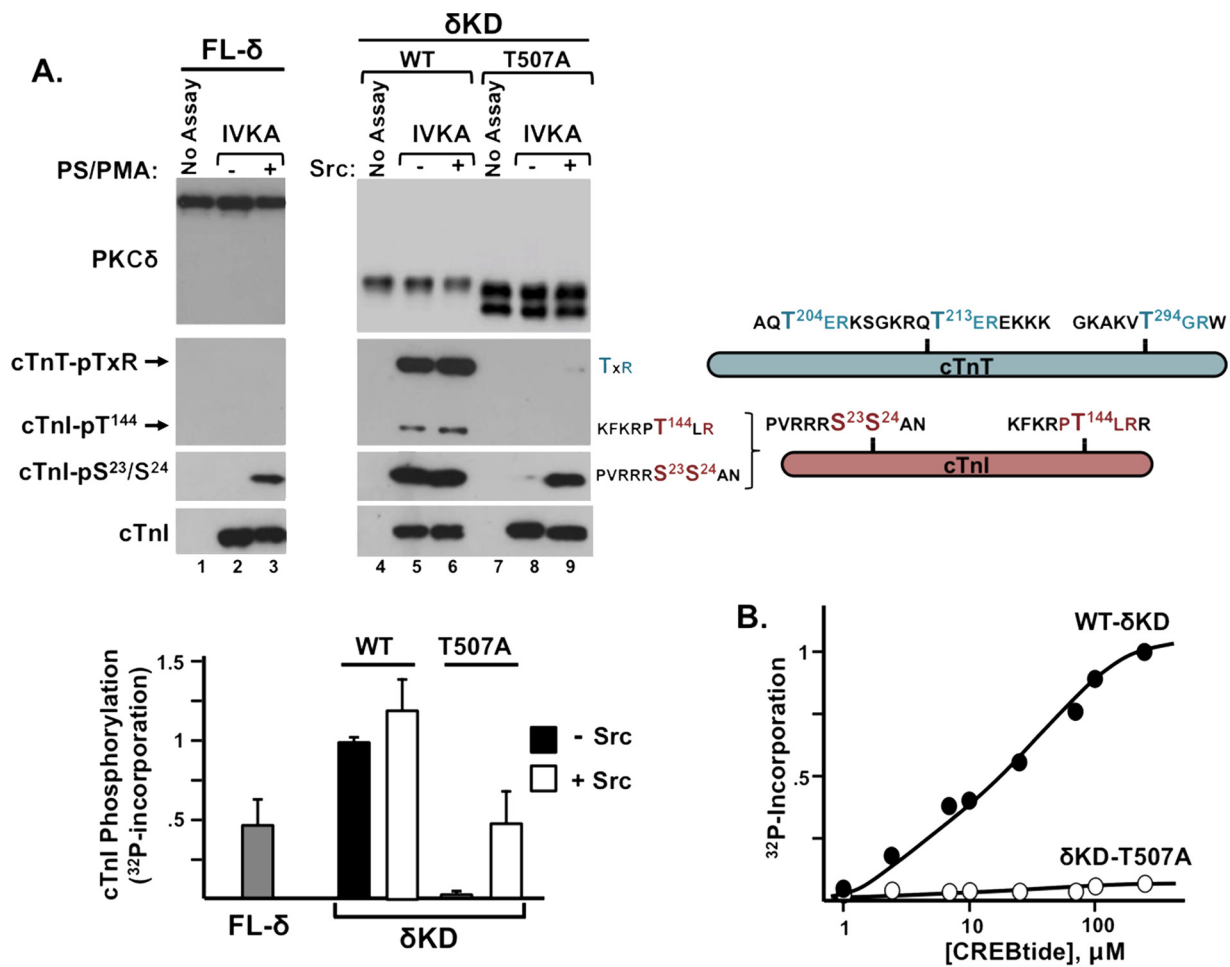 A.
FL-δ
δKD
WT
T507A
No Assay
IVKA
No Assay
IVKA
No Assay
IVKA
PS/PMA:
-
+
Src:
-
+
-
+
PKCδ
cTnT-pTxR
TxR
cTnI-pT144
KFKRPT144LR
cTnI-pS23/S24
PVRRRS23S24AN
cTnI
1 2 3 4 5 6 7 8 9
AQT204ERKSGKRQT213EREKKK GKAKVT294GRW
cTnT
PVRRRS23S24AN KFKRPT144LRR
cTnI
cTnI Phosphorylation
(32P-incorporation)
1.5
1
.5
WT
T507A
- Src
+ Src
FL-δ
δKD
B.
32P-Incorporation
1
.5
WT-δKD
δKD-T507A
1 10 100
[CREBtide], μM